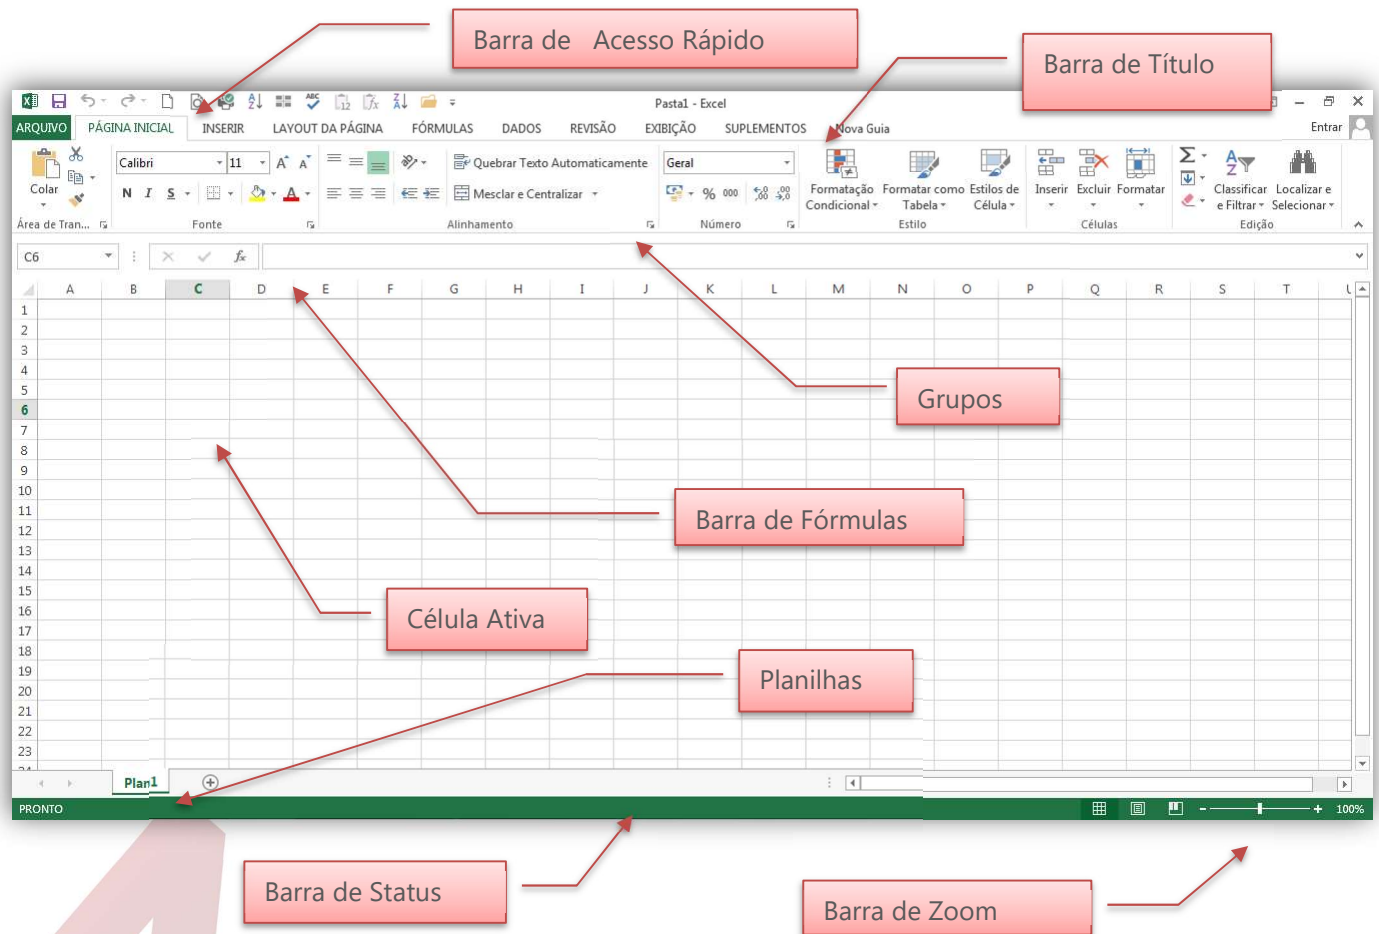 Barra de Acesso Rápido
Barra de Título
Pasta1 - Excel
ARQUIVO PÁGINA INICIAL INSERIR LAYOUT DA PÁGINA FÓRMULAS DADOS REVISÃO EXIBIÇÃO SUPLEMENTOS Nova Guia Entrar
Calibri 11 Quebrar Texto Automaticamente Geral
Colar N I S A Mesclar e Centralizar % 000 Formatação Condicional Formatar como Tabela Estilos de Célula Inserir Excluir Formatar Classificar e Filtrar Localizar e Selecionar
Área de Tran... Fonte Alinhamento Número Estilo Células Edição
C6 fx
A B C D E F G H I J K L M N O P Q R S T
1
2
3
4
5
6
7
8
9
10
11
12
13
14
15
16
17
18
19
20
21
22
23
Grupos
Barra de Fórmulas
Célula Ativa
Planilhas
Plan1
PRONTO 100%
Barra de Status
Barra de Zoom